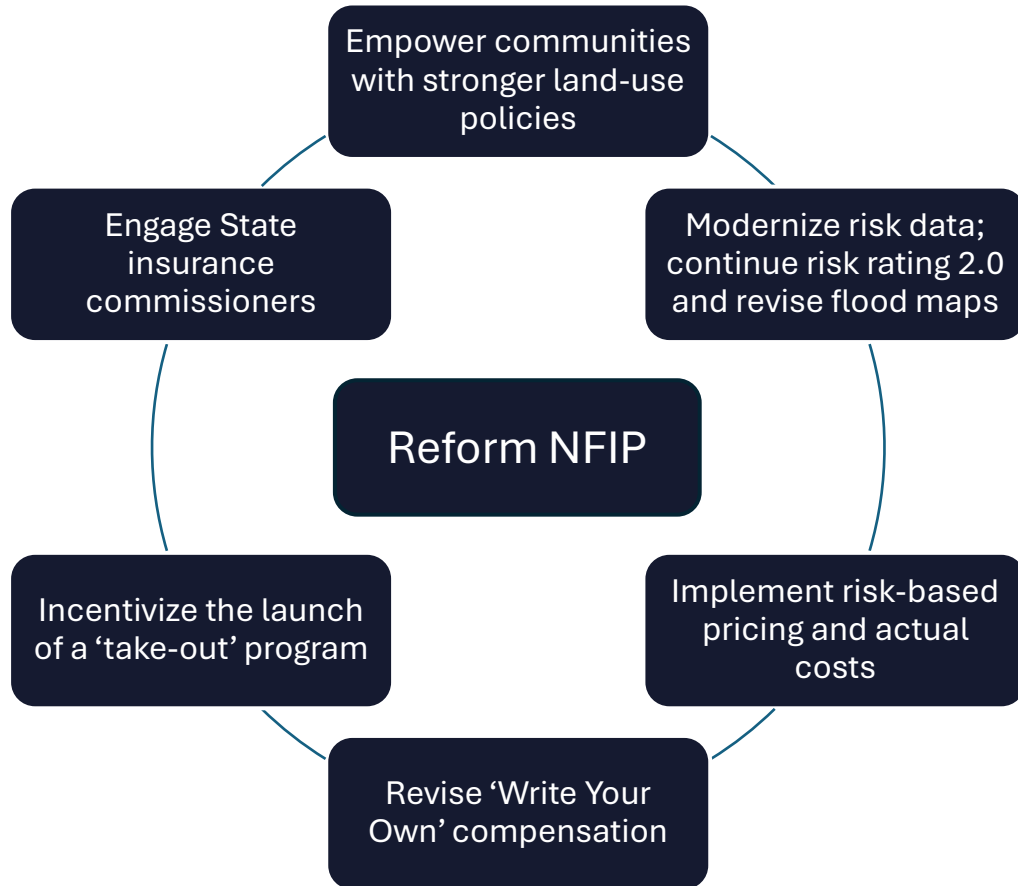 Empower communities
with stronger land-use
policies
Modernize risk data;
continue risk rating 2.0
and revise flood maps
Implement risk-based
pricing and actual
costs
Revise ‘Write Your
Own’ compensation
Incentivize the launch
of a ‘take-out’ program
Engage State
insurance
commissioners
Reform NFIP